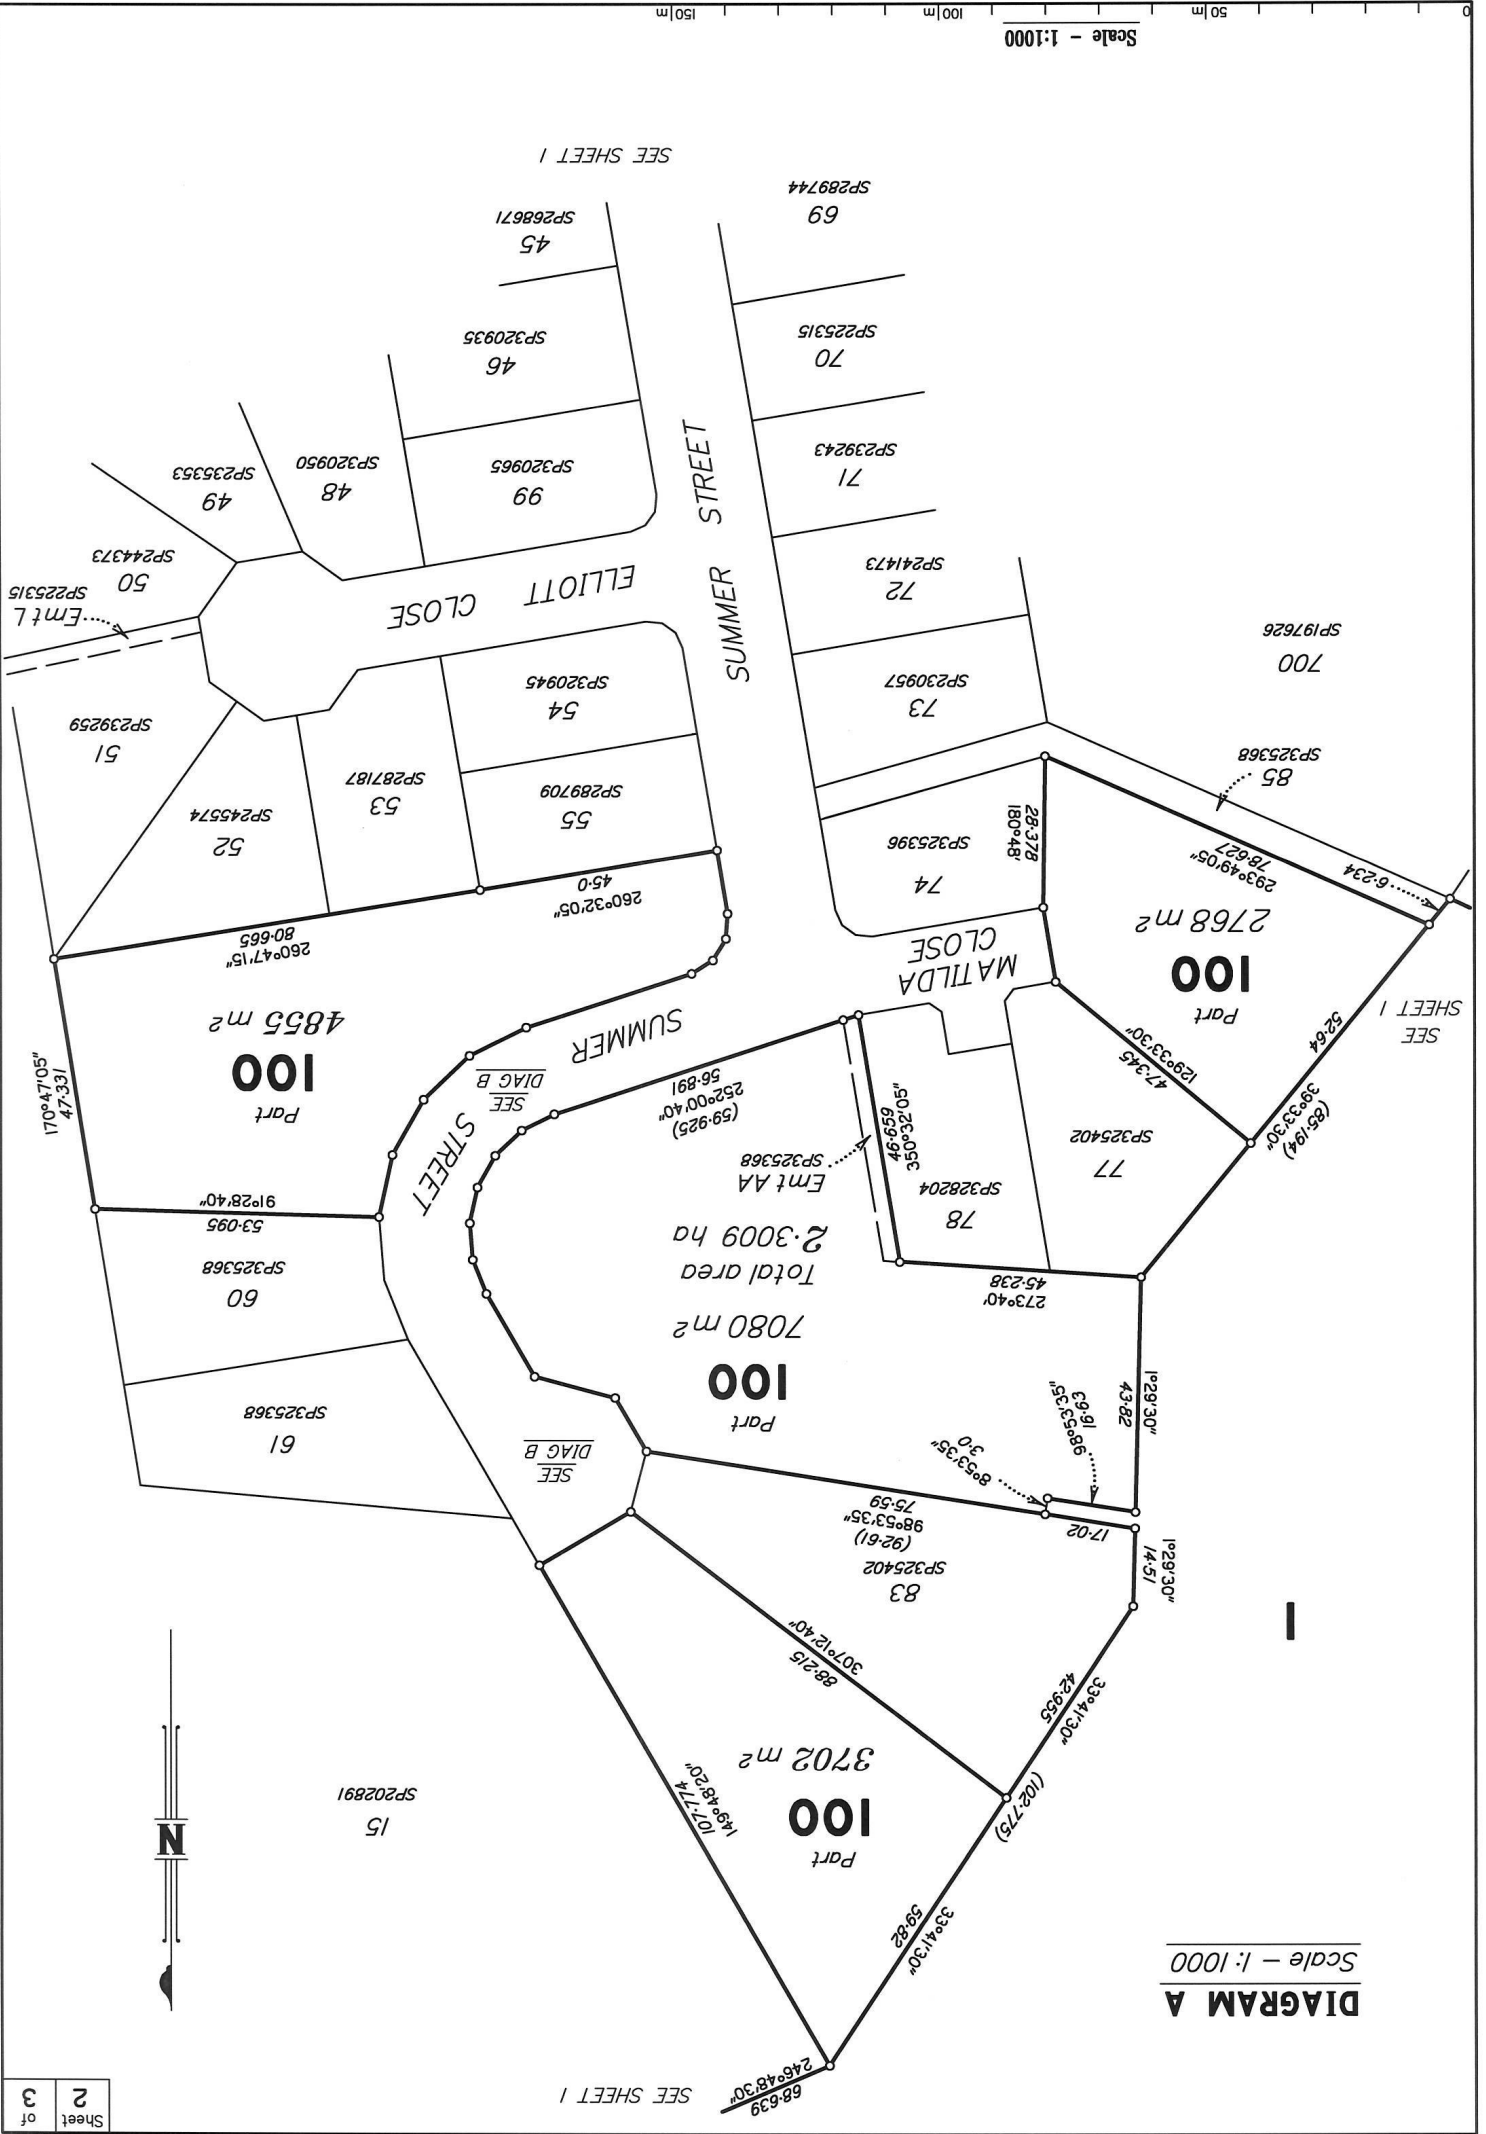 Sheet
2
of
3
DIAGRAM A
Scale – 1:1000
SEE SHEET 1
68·639
246°48'30"
33°41'30"
59·82
Part
100
3702 m²
(102·775)
149°48'20"
107·774
15
SP202891
N
33°41'30"
42·955
88·215
307°12'40"
1
1°29'30"
14·51
83
SP325402
(92·61)
98°53'35"
75·59
17·02
8°53'35"
3·0
98°53'35"
16·63
1°29'30"
43·82
SEE
DIAG B
61
SP325368
Part
100
7080 m²
Total area
2·3009 ha
60
SP325368
53·095
91°28'40"
273°40'
45·238
78
SP328204
77
SP325402
Emt AA
SP325368
350°32'05"
46·659
(59·925)
252°00'40"
56·891
(85·194)
39°33'30"
52·64
129°33'30"
47·345
STREET
SEE
DIAG B
SUMMER
Part
100
4855 m²
170°47'05"
47·331
260°47'15"
80·665
260°32'05"
45·0
SEE
SHEET 1
Part
100
2768 m²
MATILDA
CLOSE
293°49'05"
78·627
6·234
180°48'
28·378
74
SP325396
85
SP325368
55
SP289709
53
SP287187
52
SP245574
51
SP239259
73
SP230957
54
SP320945
700
SP197626
72
SP241473
SUMMER STREET
ELLIOTT CLOSE
Emt L
SP225315
50
SP244373
71
SP239243
99
SP320965
48
SP320950
49
SP235353
70
SP225315
46
SP320935
69
SP289744
45
SP268671
SEE SHEET 1
Scale – 1:1000
0
50m
100m
150m